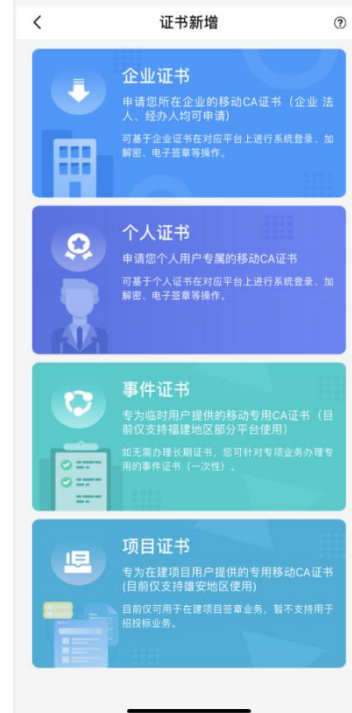 证书新增
企业证书
申请您所在企业的移动CA证书（企业 法
人、经办人均可申请)
可基于企业证书在对应平台上进行系统登录、加
解密、电子签章等操作。
个人证书
申请您个人用户专属的移动CA证书
可基于个人证书在对应平台上进行系统登录、加
解密、电子签章等操作。
事件证书
专为临时用户提供的移动专用CA证书（目
前仅支持福建地区部分平台使用）
如无需办理长期证书，您可针对专项业务办理专
用的事件证书（一次性）。
项目证书
专为在建项目用户提供的专用移动CA证书
(目前仅支持雄安地区使用)
目前仅可用于在建项目签章业务，暂不支持用于
招投标业务。